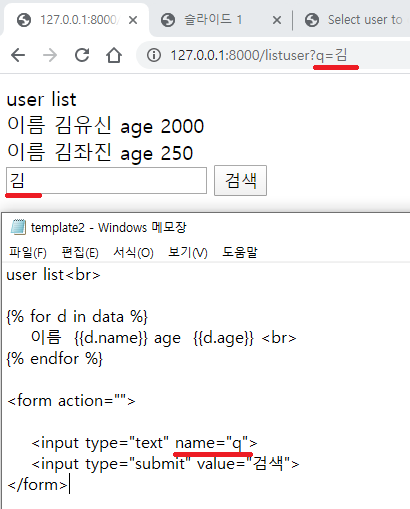 127.0.0.1:8000/listuser?q=김
슬라이드 1
Select user to
127.0.0.1:8000/listuser?q=김
user list
이름 김유신 age 2000
이름 김좌진 age 250
김 검색
template2 - Windows 메모장
파일(F) 편집(E) 서식(O) 보기(V) 도움말
user list<br>
{% for d in data %}
이름 {{d.name}} age {{d.age}} <br>
{% endfor %}
<form action="">
<input type="text" name="q">
<input type="submit" value="검색">
</form>